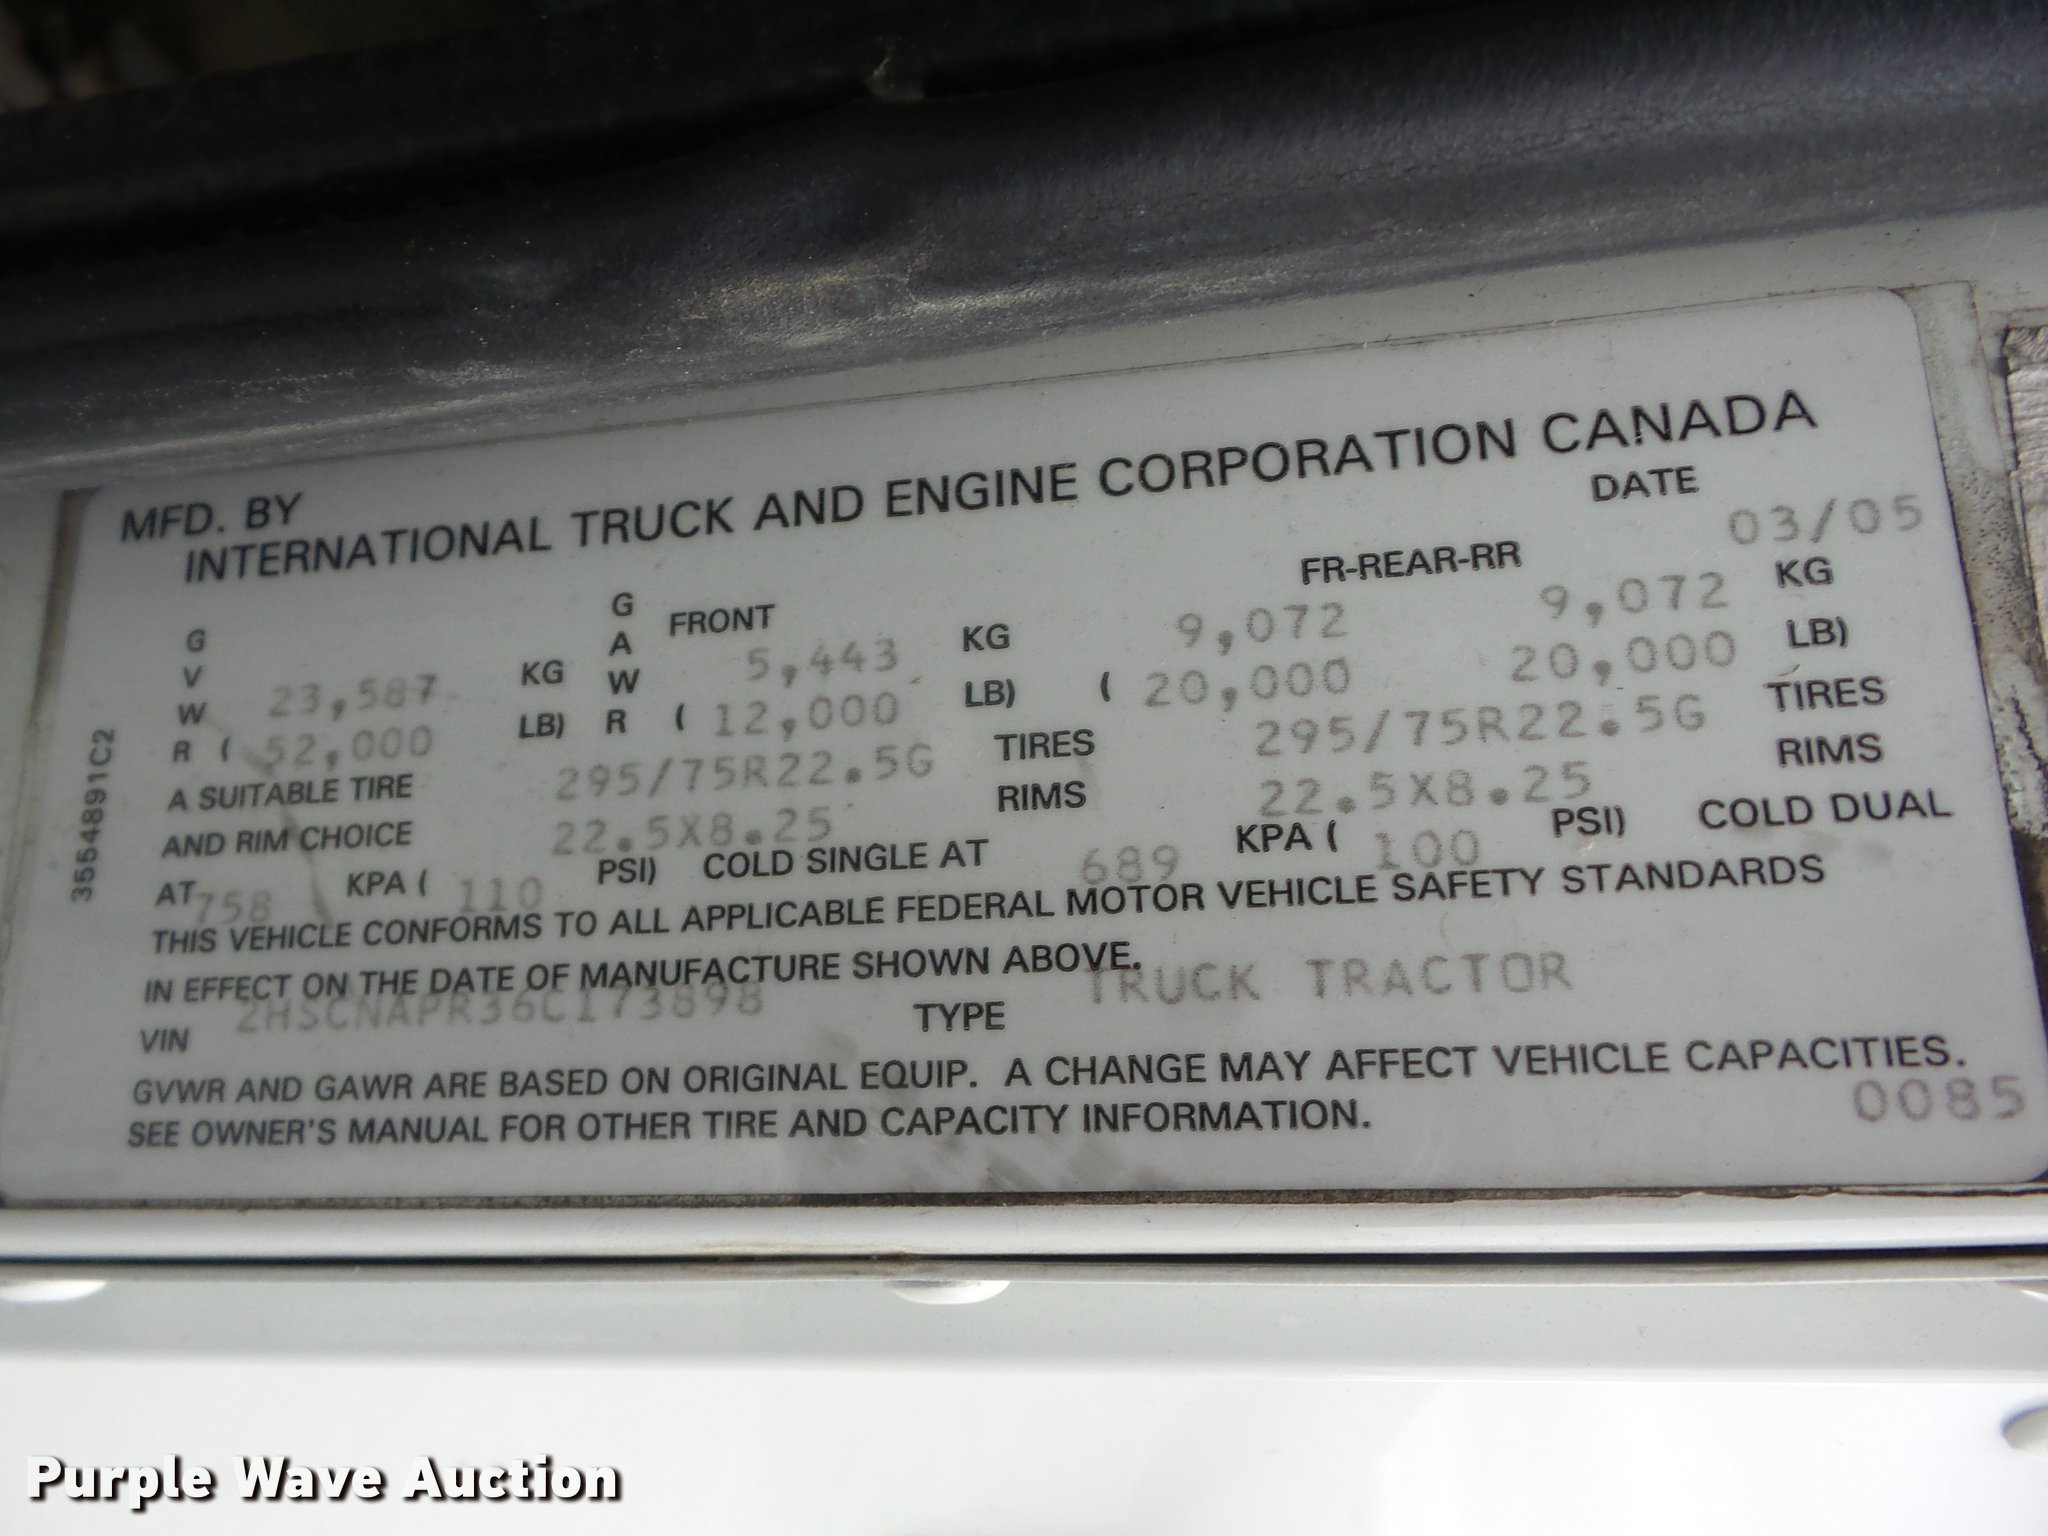 MFD. BY
INTERNATIONAL TRUCK AND ENGINE CORPORATION CANADA
DATE
03/05
G V W R
23,587 KG
( 52,000 LB)
G A W R
FRONT
5,443 KG
( 12,000 LB)
FR-REAR-RR
9,072 9,072 KG
( 20,000 20,000 LB)
A SUITABLE TIRE 295/75R22.5G TIRES 295/75R22.5G TIRES
AND RIM CHOICE 22.5X8.25 RIMS 22.5X8.25 RIMS
AT 758 KPA ( 110 PSI) COLD SINGLE AT 689 KPA ( 100 PSI) COLD DUAL
THIS VEHICLE CONFORMS TO ALL APPLICABLE FEDERAL MOTOR VEHICLE SAFETY STANDARDS
IN EFFECT ON THE DATE OF MANUFACTURE SHOWN ABOVE.
VIN 2HSCNAPR36C173898 TYPE TRUCK TRACTOR
GVWR AND GAWR ARE BASED ON ORIGINAL EQUIP. A CHANGE MAY AFFECT VEHICLE CAPACITIES.
SEE OWNER'S MANUAL FOR OTHER TIRE AND CAPACITY INFORMATION.
0085
3554891C2
Purple Wave Auction